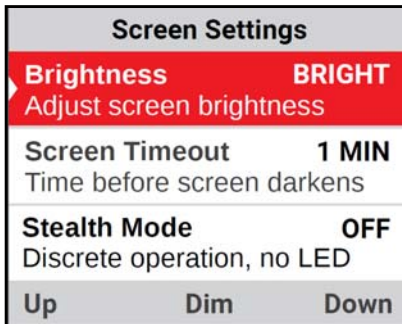 Screen Settings
Brightness BRIGHT
Adjust screen brightness
Screen Timeout 1 MIN
Time before screen darkens
Stealth Mode OFF
Discrete operation, no LED
Up Dim Down